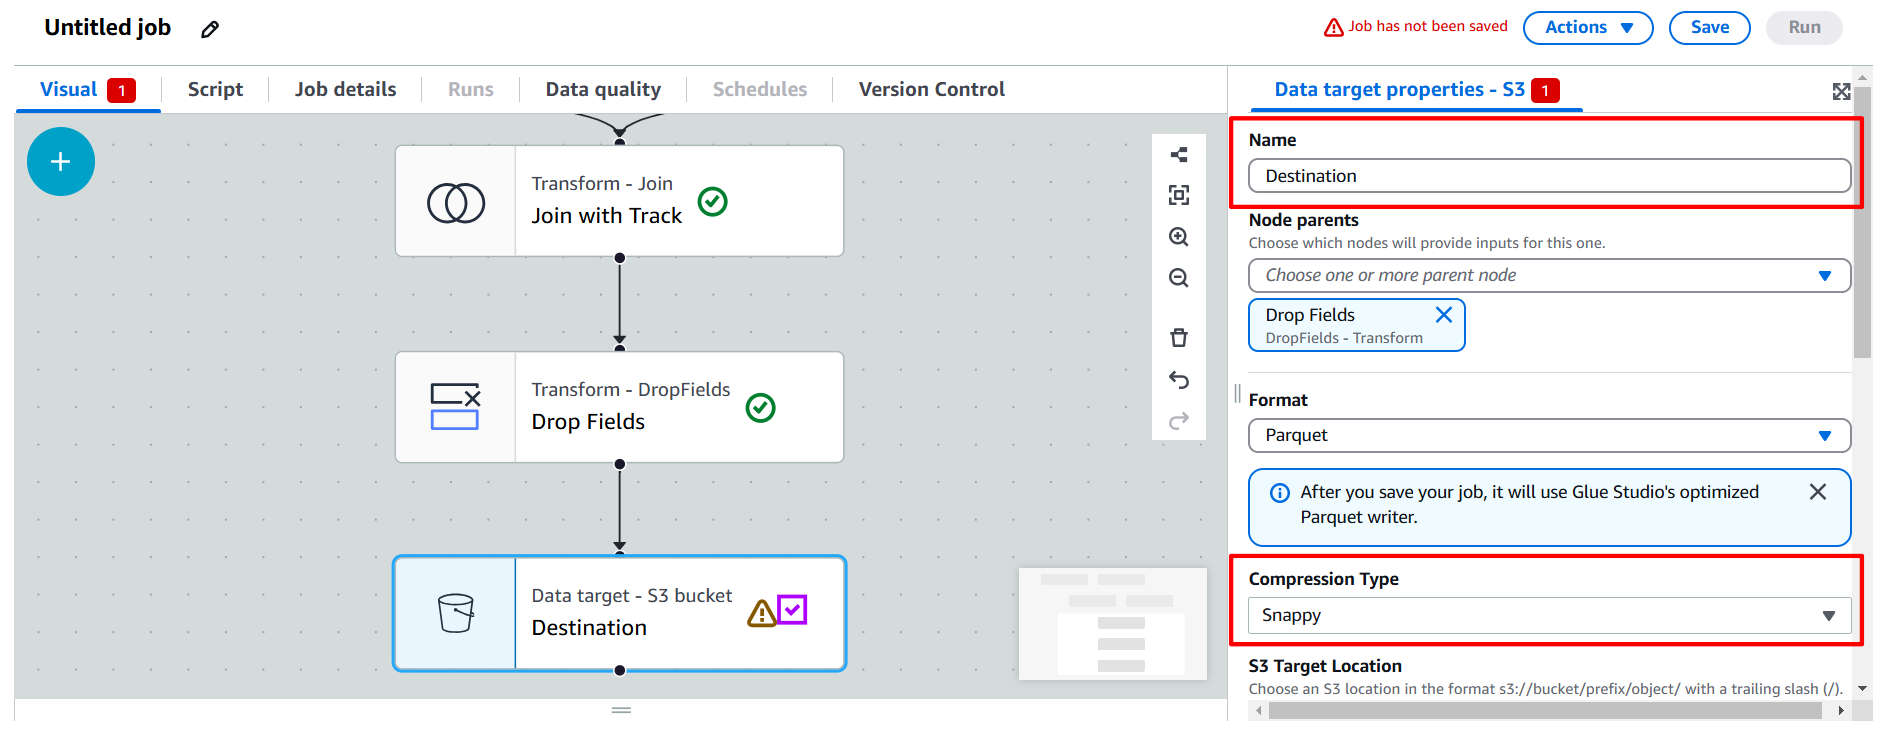 Untitled job
Job has not been saved
Actions
Save
Run
Visual 1
Script
Job details
Runs
Data quality
Schedules
Version Control
+
Transform - Join
Join with Track
Transform - DropFields
Drop Fields
Data target - S3 bucket
Destination
Data target properties - S3 1
Name
Destination
Node parents
Choose which nodes will provide inputs for this one.
Choose one or more parent node
Drop Fields
DropFields - Transform
Format
Parquet
After you save your job, it will use Glue Studio's optimized
Parquet writer.
Compression Type
Snappy
S3 Target Location
Choose an S3 location in the format s3://bucket/prefix/object/ with a trailing slash (/).